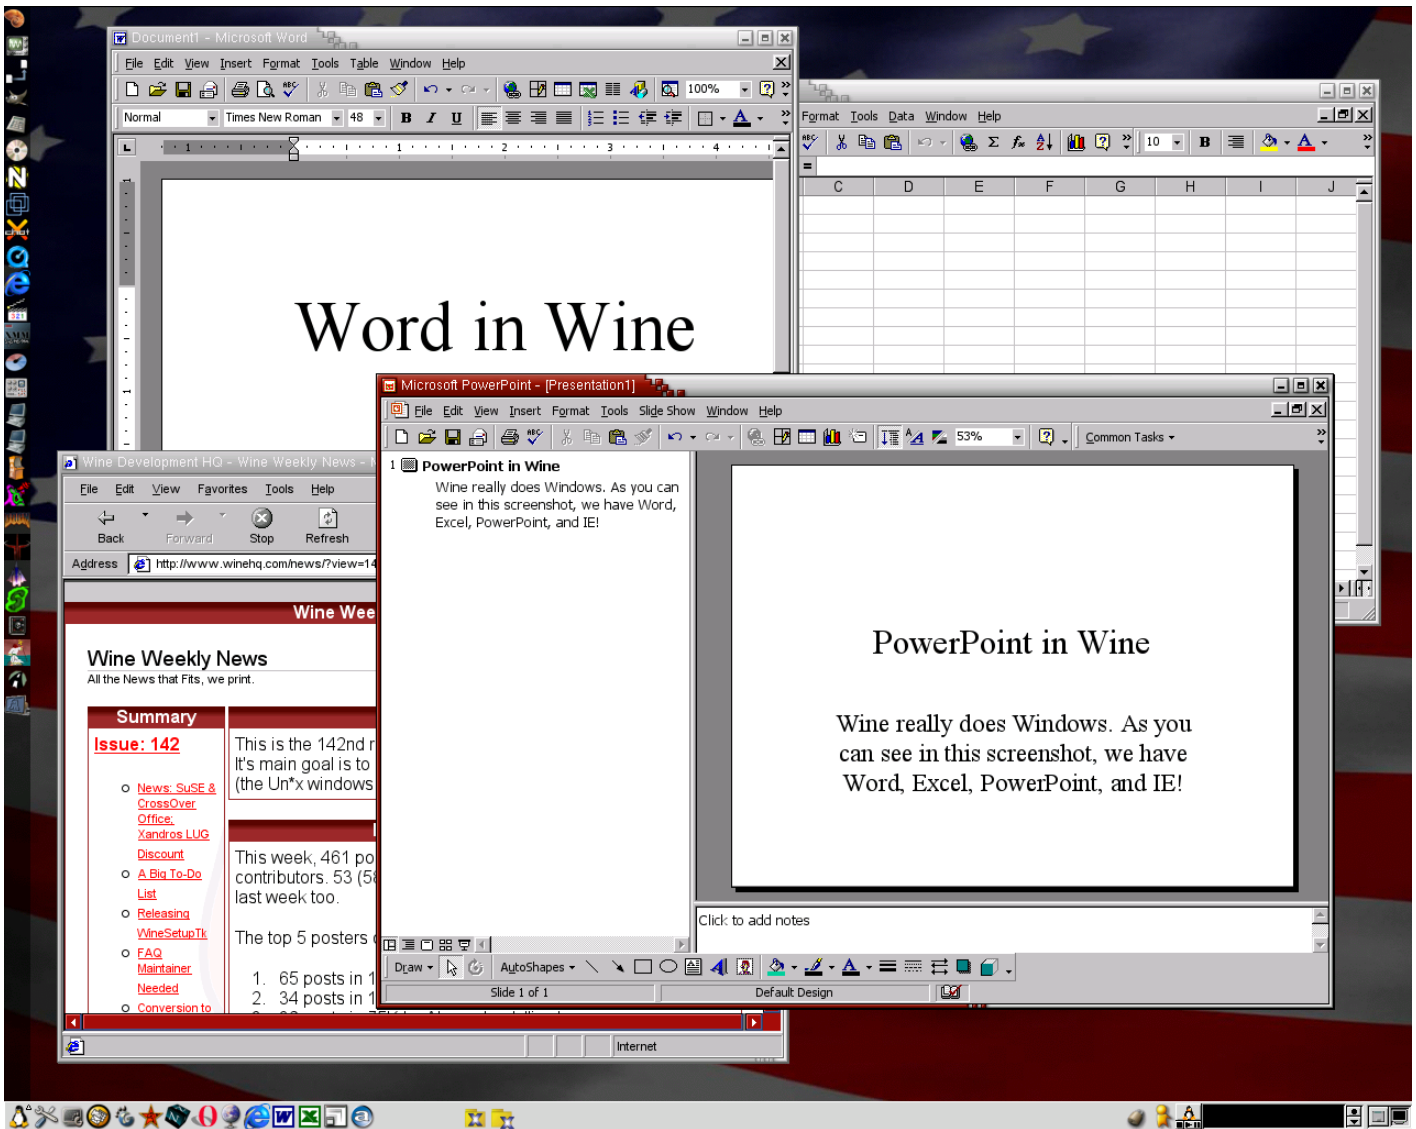 Document1 - Microsoft Word
File Edit View Insert Format Tools Table Window Help
100%
Normal Times New Roman 48 B I U
1 1 2 3 4
Word in Wine
Format Tools Data Window Help
10 B
=
C D E F G H I J
Microsoft PowerPoint - [Presentation1]
File Edit View Insert Format Tools Slide Show Window Help
53% Common Tasks
1 PowerPoint in Wine
Wine really does Windows. As you can
see in this screenshot, we have Word,
Excel, PowerPoint, and IE!
PowerPoint in Wine
Wine really does Windows. As you
can see in this screenshot, we have
Word, Excel, PowerPoint, and IE!
Click to add notes
Draw AutoShapes
Slide 1 of 1 Default Design
Wine Development HQ - Wine Weekly News -
File Edit View Favorites Tools Help
Back Forward Stop Refresh
Address http://www.winehq.com/news/?view=14
Wine Wee
Wine Weekly News
All the News that Fits, we print.
Summary
Issue: 142
News: SuSE &
CrossOver
Office;
Xandros LUG
Discount
A Big To-Do
List
Releasing
WineSetupTk
FAQ
Maintainer
Needed
Conversion to
This is the 142nd r
It's main goal is to
(the Un*x windows
This week, 461 po
contributors. 53 (58
last week too.
The top 5 posters
1. 65 posts in 1
2. 34 posts in 1
Internet